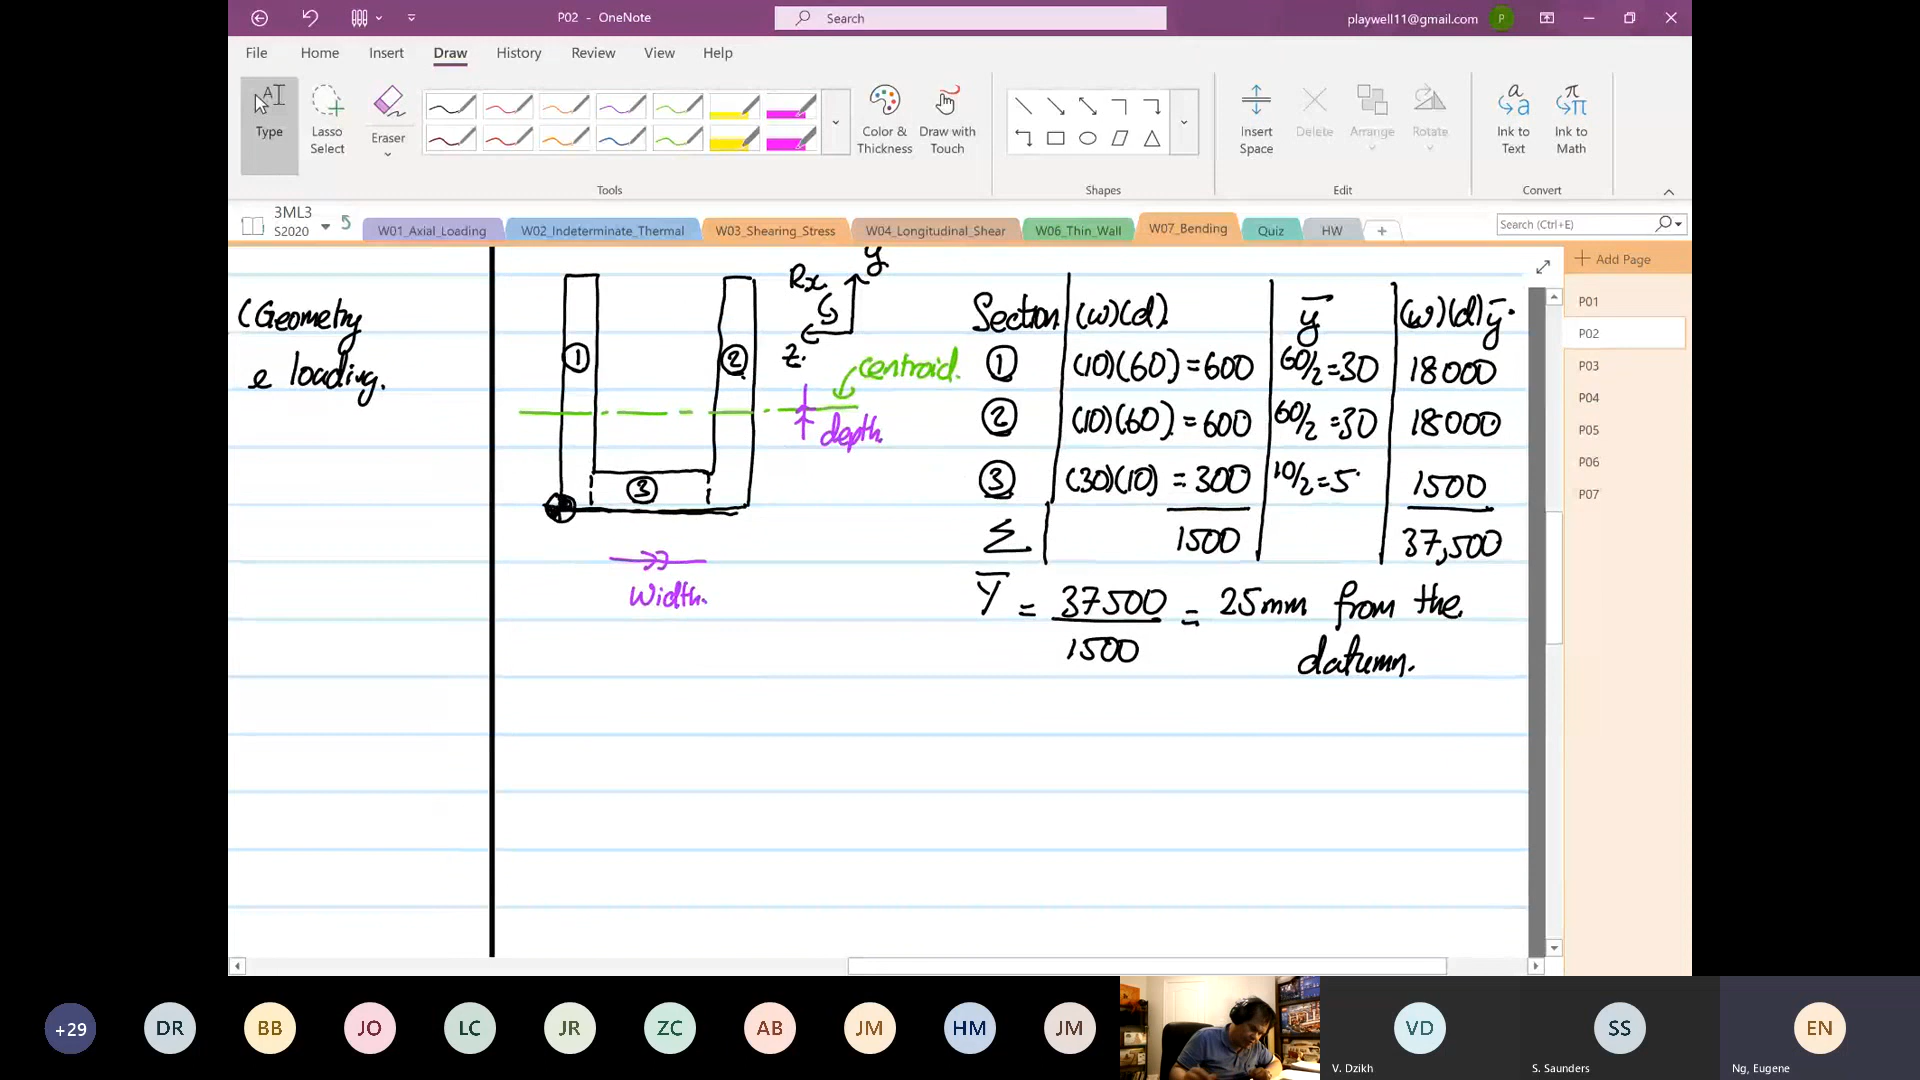 P02 - OneNote
Search
playwell11@gmail.com
P
File Home Insert Draw History Review View Help
Type
Lasso Select
Eraser
Color & Thickness
Draw with Touch
Insert Space
Delete
Arrange
Rotate
Ink to Text
Ink to Math
Tools
Shapes
Edit
Convert
3ML3 S2020
W01_Axial_Loading
W02_Indeterminate_Thermal
W03_Shearing_Stress
W04_Longitudinal_Shear
W06_Thin_Wall
W07_Bending
Quiz
HW
Search (Ctrl+E)
Add Page
P01
P02
P03
P04
P05
P06
P07
(Geometry
e loading.
y
Rx
z.
①
②
③
centroid.
depth.
Width.
Section (w)(d). ȳ (w)(d)ȳ.
① (10)(60)=600 60/2=30 18000
② (10)(60)=600 60/2=30 18000
③ (30)(10)=300 10/2=5 1500
Σ 1500 37,500
Ȳ = 37500 / 1500 = 25mm from the
datumn.
+29 DR BB JO LC JR ZC AB JM HM JM VD SS EN
V. Dzikh
S. Saunders
Ng, Eugene